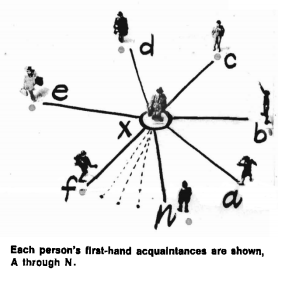 d
c
e
x
b
f
n
a
Each person's first-hand acquaintances are shown,
A through N.